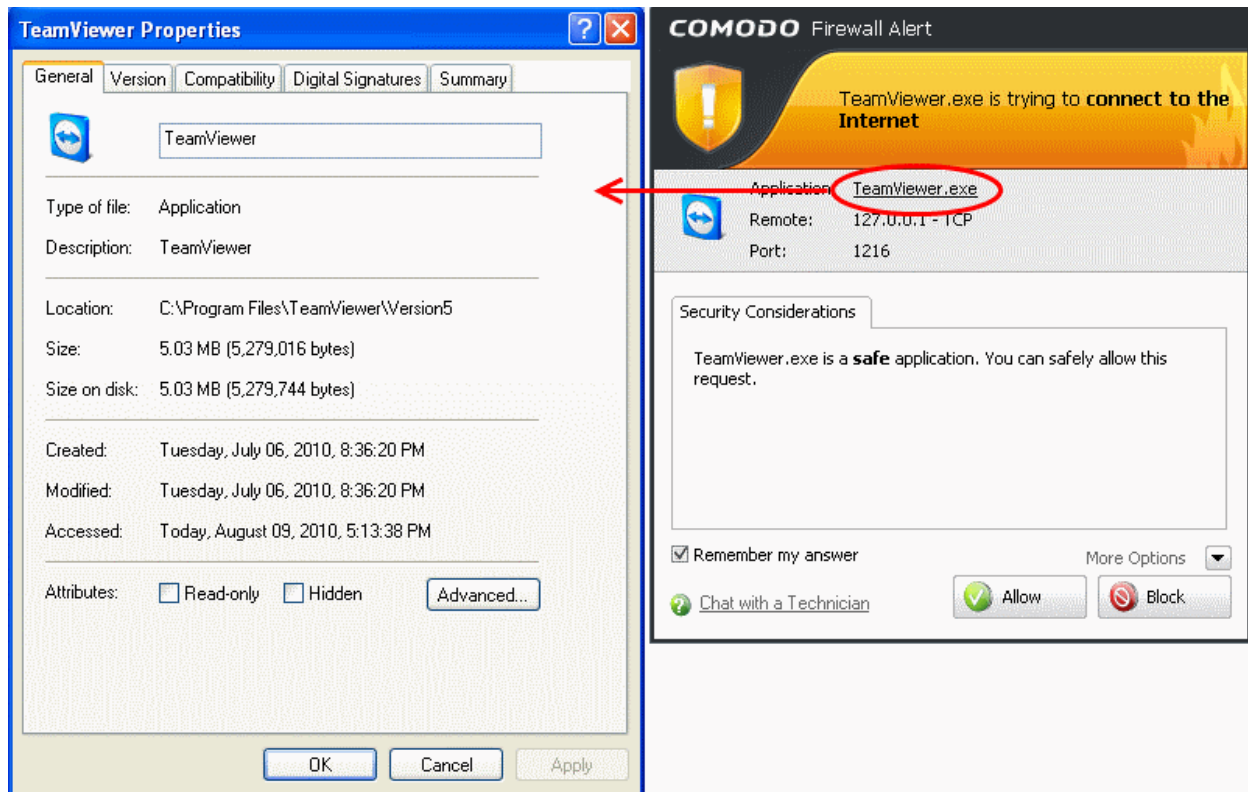 TeamViewer Properties
General Version Compatibility Digital Signatures Summary
TeamViewer
Type of file: Application
Description: TeamViewer
Location: C:\Program Files\TeamViewer\Version5
Size: 5.03 MB (5,279,016 bytes)
Size on disk: 5.03 MB (5,279,744 bytes)
Created: Tuesday, July 06, 2010, 8:36:20 PM
Modified: Tuesday, July 06, 2010, 8:36:20 PM
Accessed: Today, August 09, 2010, 5:13:38 PM
Attributes: Read-only Hidden Advanced...
OK Cancel Apply
COMODO Firewall Alert
TeamViewer.exe is trying to connect to the
Internet
Application: TeamViewer.exe
Remote: 127.0.0.1 - TCP
Port: 1216
Security Considerations
TeamViewer.exe is a safe application. You can safely allow this
request.
Remember my answer
More Options
Chat with a Technician
Allow Block